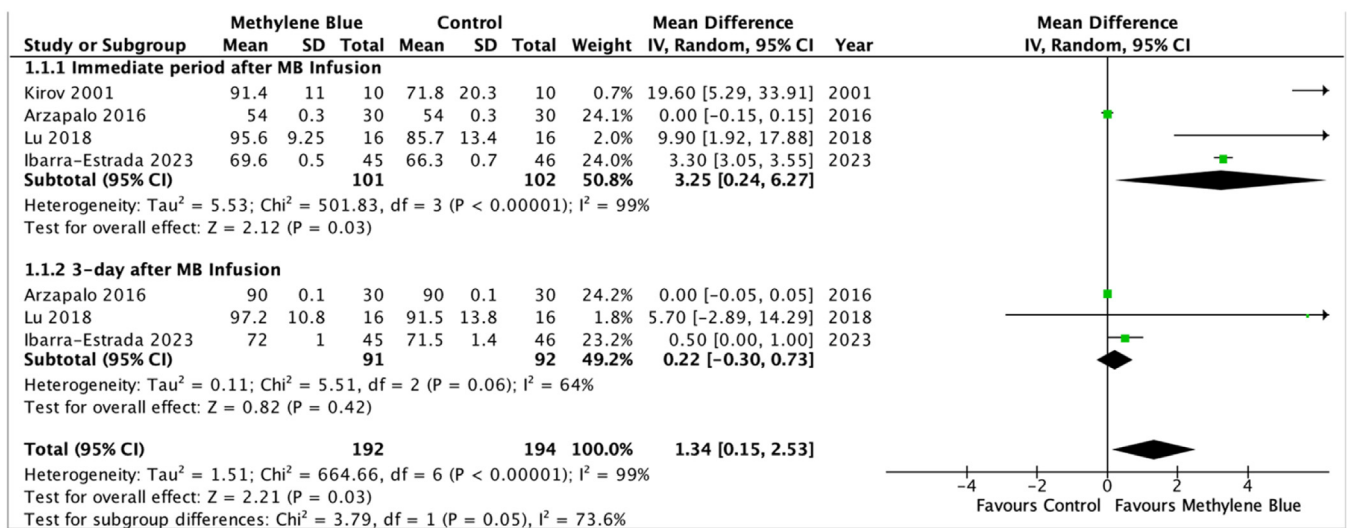 Methylene Blue Control Mean Difference Mean Difference
Study or Subgroup Mean SD Total Mean SD Total Weight IV, Random, 95% CI Year IV, Random, 95% CI
1.1.1 Immediate period after MB Infusion
Kirov 2001 91.4 11 10 71.8 20.3 10 0.7% 19.60 [5.29, 33.91] 2001
Arzapalo 2016 54 0.3 30 54 0.3 30 24.1% 0.00 [-0.15, 0.15] 2016
Lu 2018 95.6 9.25 16 85.7 13.4 16 2.0% 9.90 [1.92, 17.88] 2018
Ibarra-Estrada 2023 69.6 0.5 45 66.3 0.7 46 24.0% 3.30 [3.05, 3.55] 2023
Subtotal (95% CI) 101 102 50.8% 3.25 [0.24, 6.27]
Heterogeneity: Tau² = 5.53; Chi² = 501.83, df = 3 (P < 0.00001); I² = 99%
Test for overall effect: Z = 2.12 (P = 0.03)
1.1.2 3-day after MB Infusion
Arzapalo 2016 90 0.1 30 90 0.1 30 24.2% 0.00 [-0.05, 0.05] 2016
Lu 2018 97.2 10.8 16 91.5 13.8 16 1.8% 5.70 [-2.89, 14.29] 2018
Ibarra-Estrada 2023 72 1 45 71.5 1.4 46 23.2% 0.50 [0.00, 1.00] 2023
Subtotal (95% CI) 91 92 49.2% 0.22 [-0.30, 0.73]
Heterogeneity: Tau² = 0.11; Chi² = 5.51, df = 2 (P = 0.06); I² = 64%
Test for overall effect: Z = 0.82 (P = 0.42)
Total (95% CI) 192 194 100.0% 1.34 [0.15, 2.53]
Heterogeneity: Tau² = 1.51; Chi² = 664.66, df = 6 (P < 0.00001); I² = 99%
Test for overall effect: Z = 2.21 (P = 0.03)
Test for subgroup differences: Chi² = 3.79, df = 1 (P = 0.05), I² = 73.6%
-4 -2 0 2 4
Favours Control Favours Methylene Blue